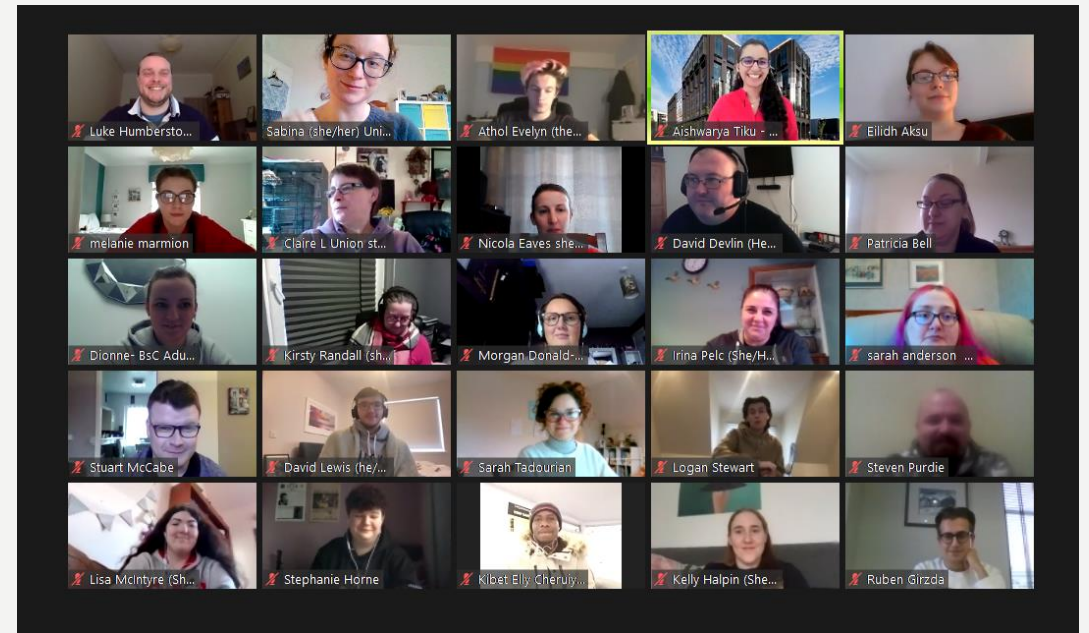 Luke Humbersto...
Sabina (she/her) Uni...
Athol Evelyn (the...
Aishwarya Tiku - ...
Eilidh Aksu
melanie marmion
Claire L Union st...
Nicola Eaves she...
David Devlin (He...
Patricia Bell
Dionne- BsC Adu...
Kirsty Randall (sh...
Morgan Donald-...
Irina Pelc (She/H...
sarah anderson ...
Stuart McCabe
David Lewis (he/...
Sarah Tadourian
Logan Stewart
Steven Purdie
Lisa McIntyre (Sh...
Stephanie Horne
Kibet Elly Cheruiy...
Kelly Halpin (She...
Ruben Girzda